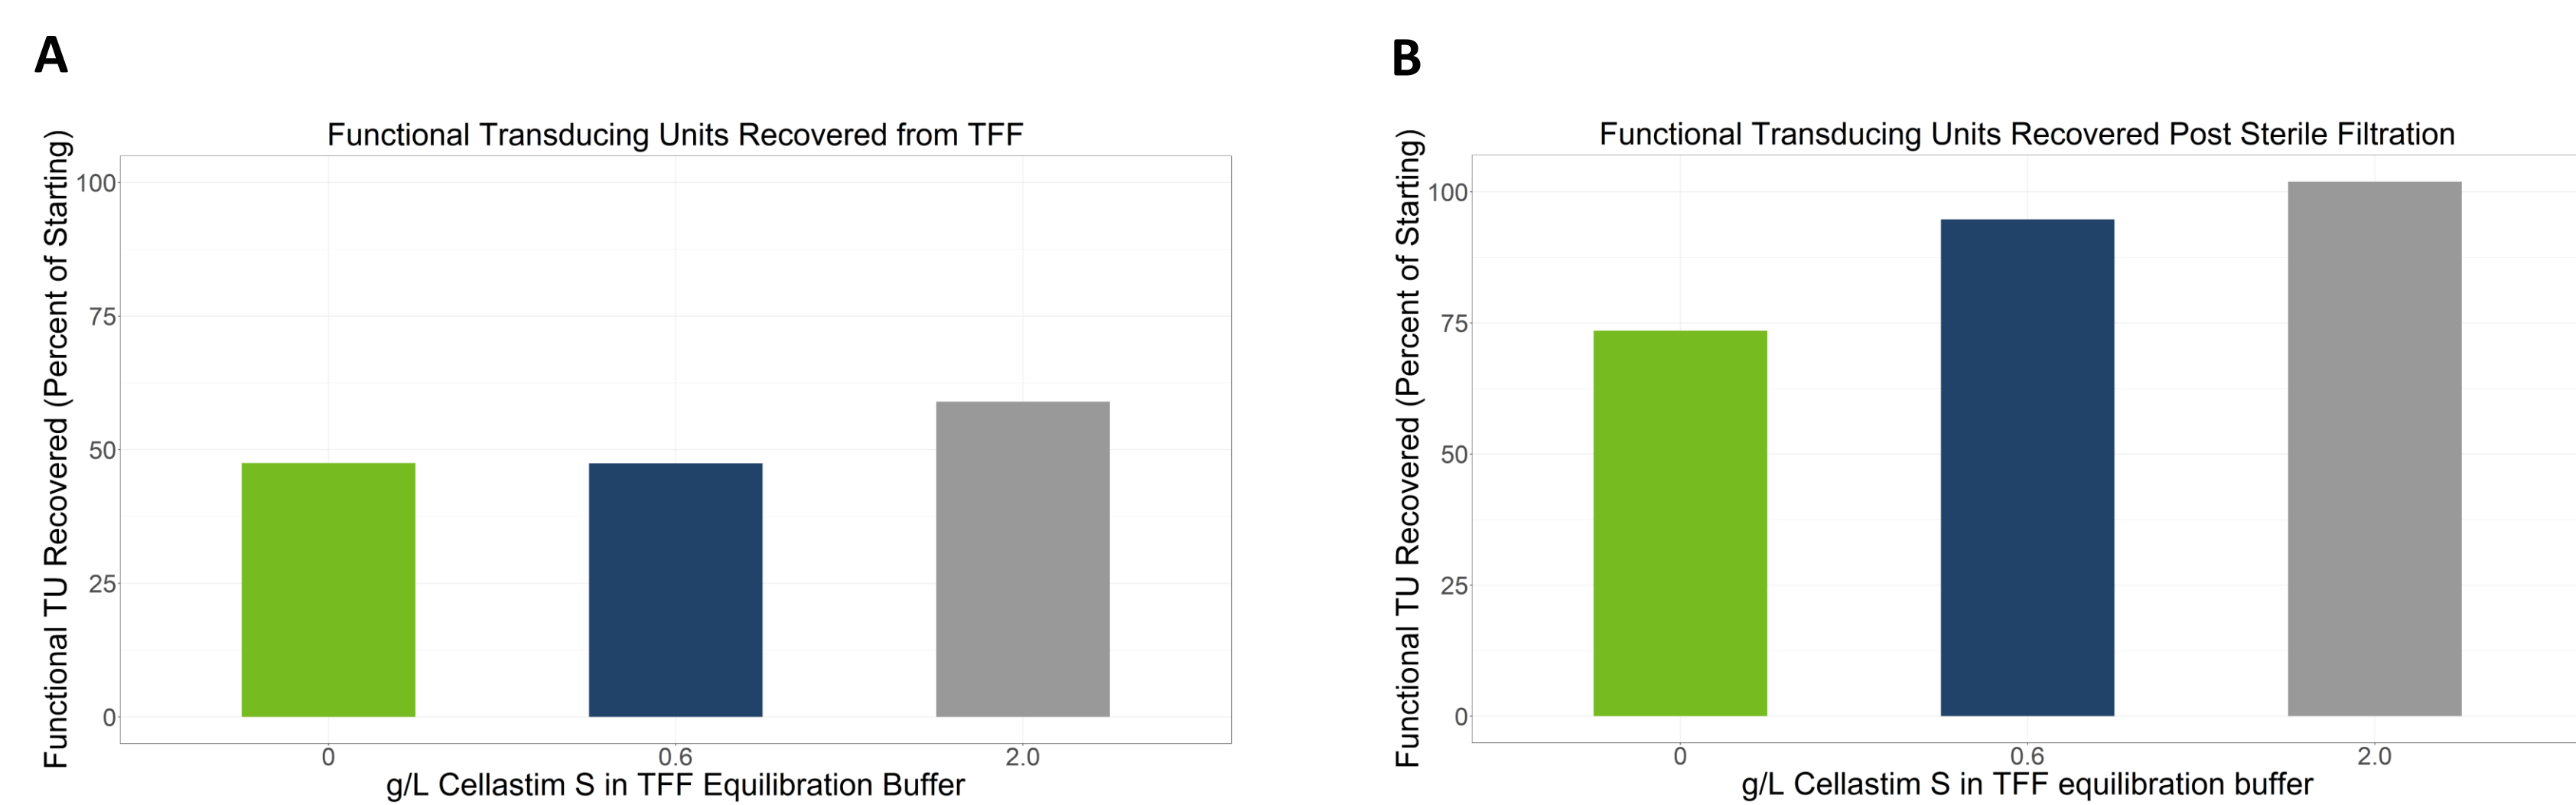 A
Functional Transducing Units Recovered from TFF
Functional TU Recovered (Percent of Starting)
100
75
50
25
0
0 0.6 2.0
g/L Cellastim S in TFF Equilibration Buffer
B
Functional Transducing Units Recovered Post Sterile Filtration
Functional TU Recovered (Percent of Starting)
100
75
50
25
0
0 0.6 2.0
g/L Cellastim S in TFF equilibration buffer